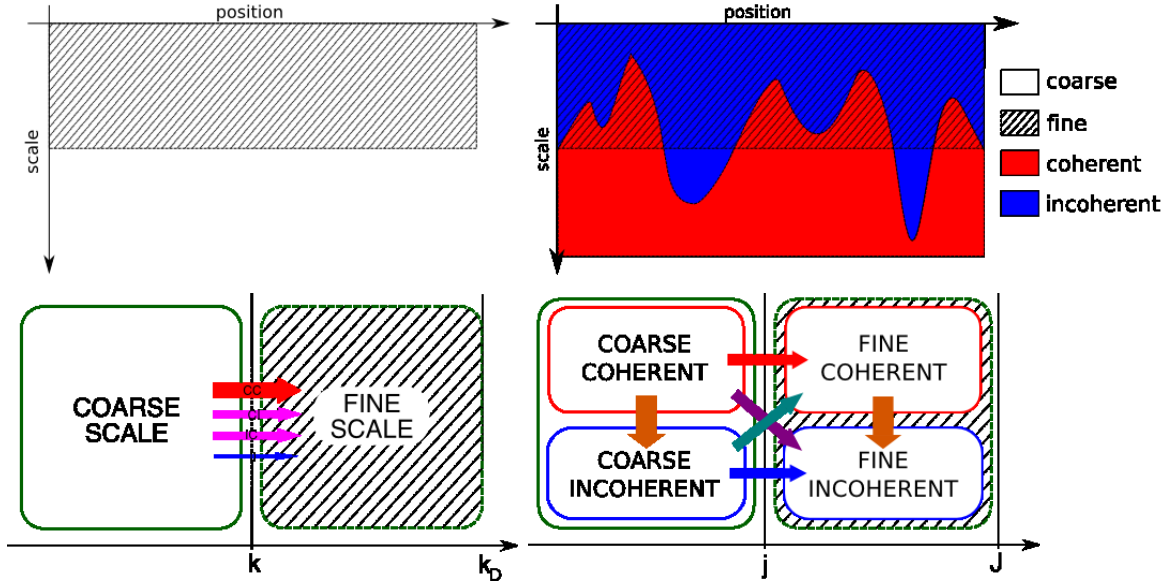 position
scale
position
scale
coarse
fine
coherent
incoherent
COARSE
SCALE
CC
FINE
SCALE
k
k_D
COARSE
COHERENT
FINE
COHERENT
COARSE
INCOHERENT
FINE
INCOHERENT
j
J